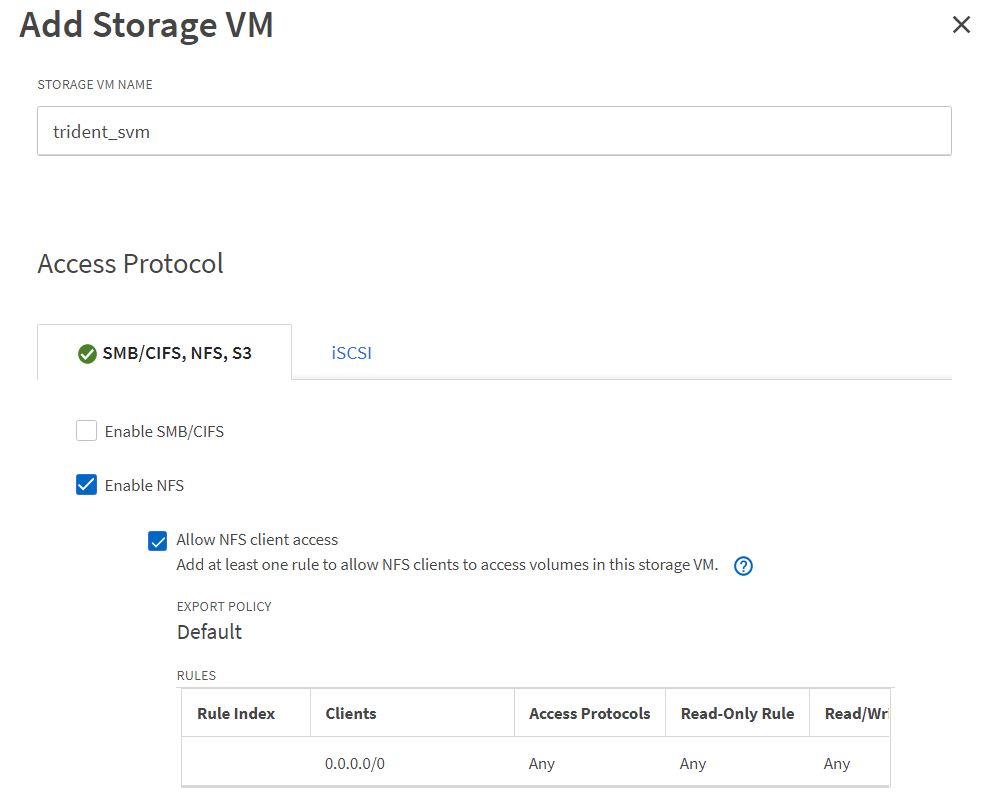 Add Storage VM
STORAGE VM NAME
trident_svm
Access Protocol
SMB/CIFS, NFS, S3 iSCSI
Enable SMB/CIFS
Enable NFS
Allow NFS client access
Add at least one rule to allow NFS clients to access volumes in this storage VM.
EXPORT POLICY
Default
RULES
Rule Index Clients Access Protocols Read-Only Rule Read/Wri
0.0.0.0/0 Any Any Any